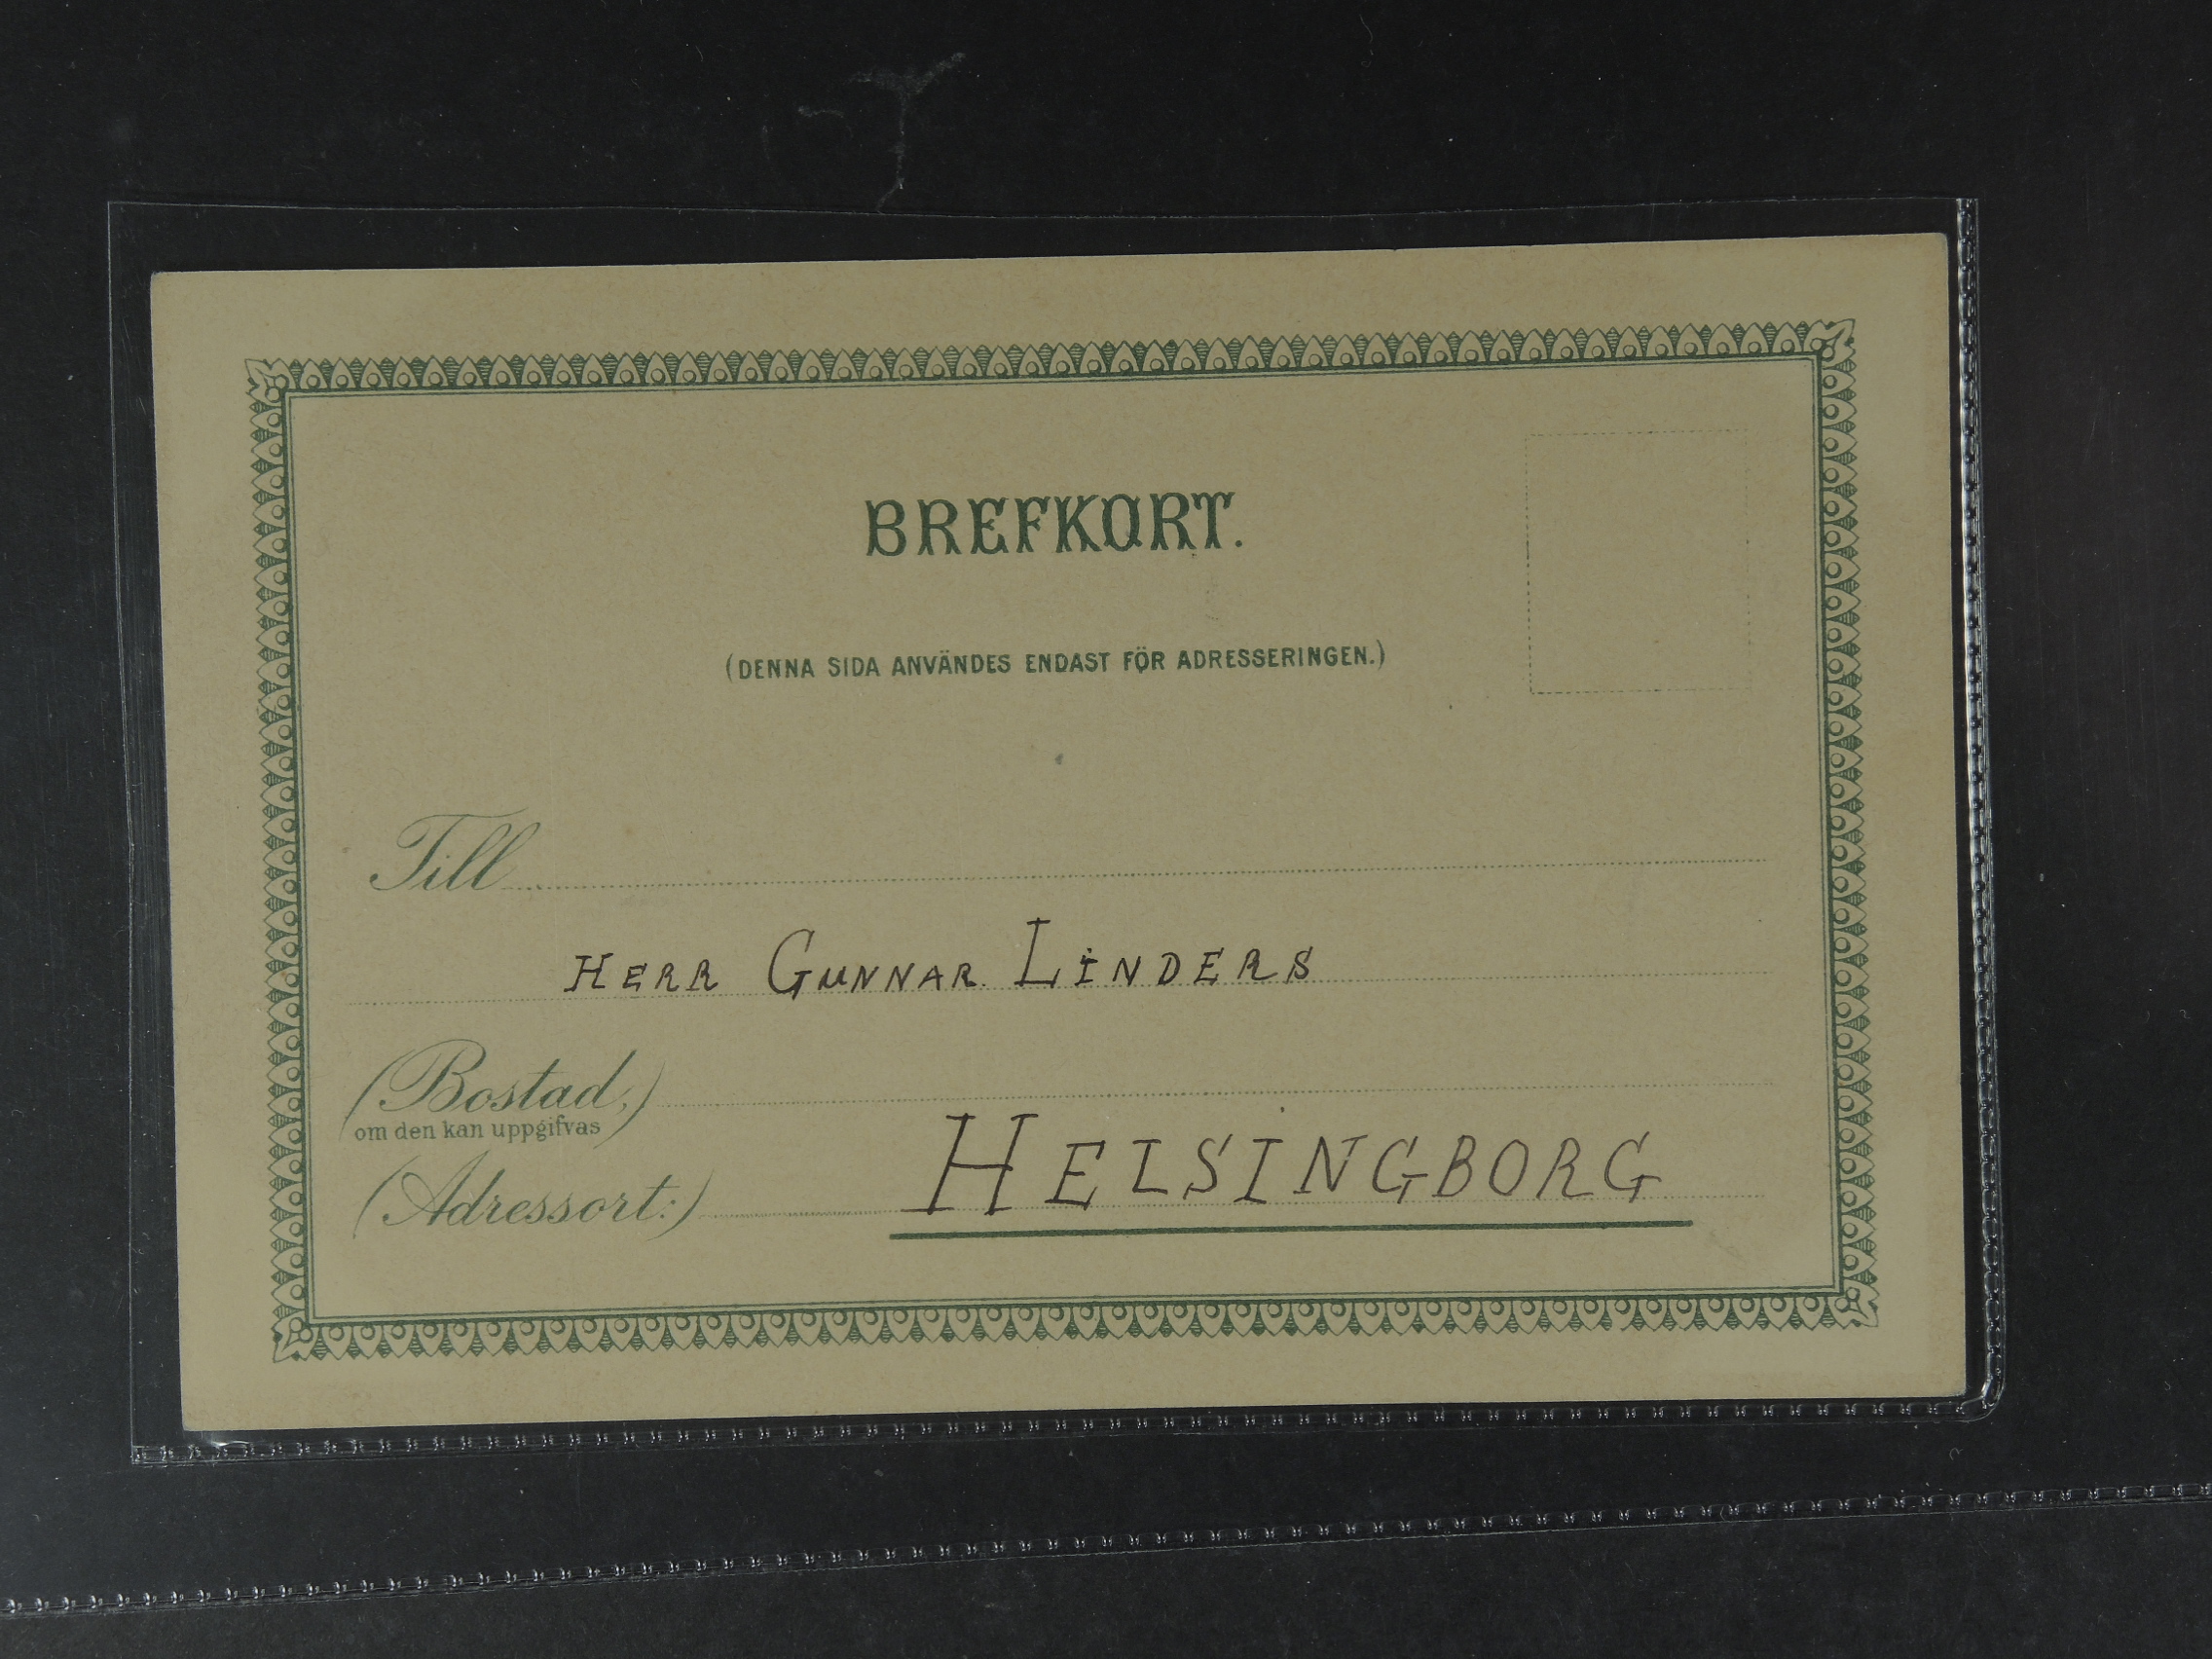 BREFKORT.
(DENNA SIDA ANVÄNDES ENDAST FÖR ADRESSERINGEN.)
Till
HERR GUNNAR LINDERS
(Bostad,)
om den kan uppgifvas
(Adressort:) HELSINGBORG